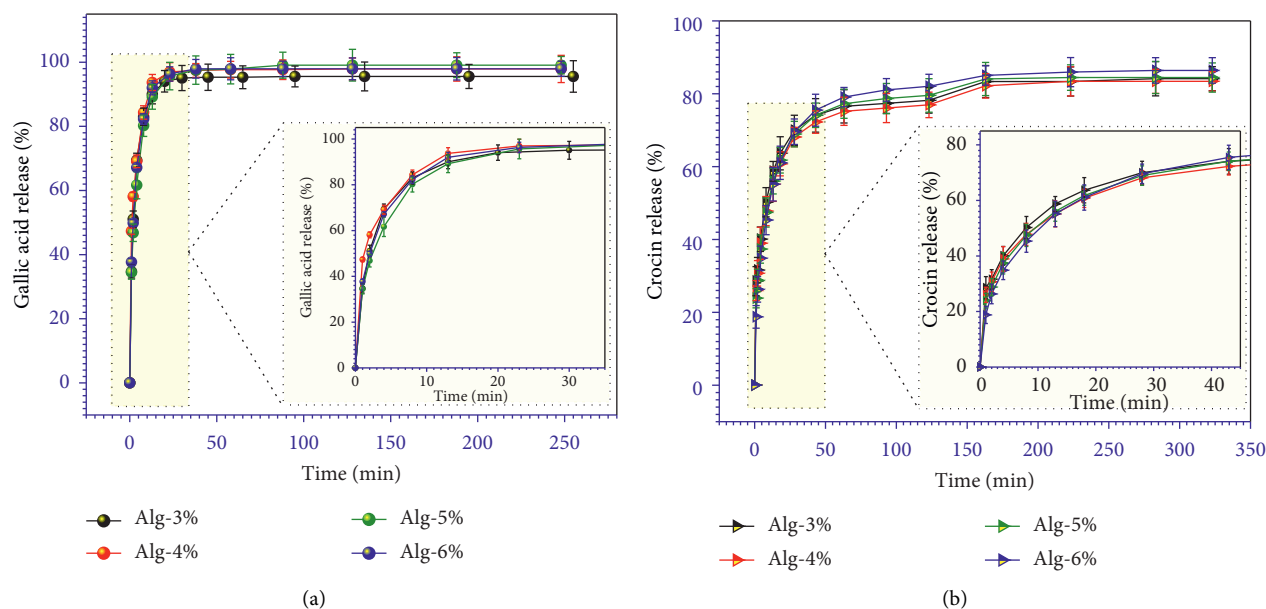 Gallic acid release (%)
100
80
60
40
20
0
Gallic acid release (%)
100
80
60
40
20
0
0 10 20 30
Time (min)
0 50 100 150 200 250
Time (min)
Alg-3%
Alg-4%
Alg-5%
Alg-6%
(a)
Crocin release (%)
100
80
60
40
20
0
Crocin release (%)
80
60
40
20
0
0 10 20 30 40
Time (min)
0 50 100 150 200 250 300 350
Time (min)
Alg-3%
Alg-4%
Alg-5%
Alg-6%
(b)